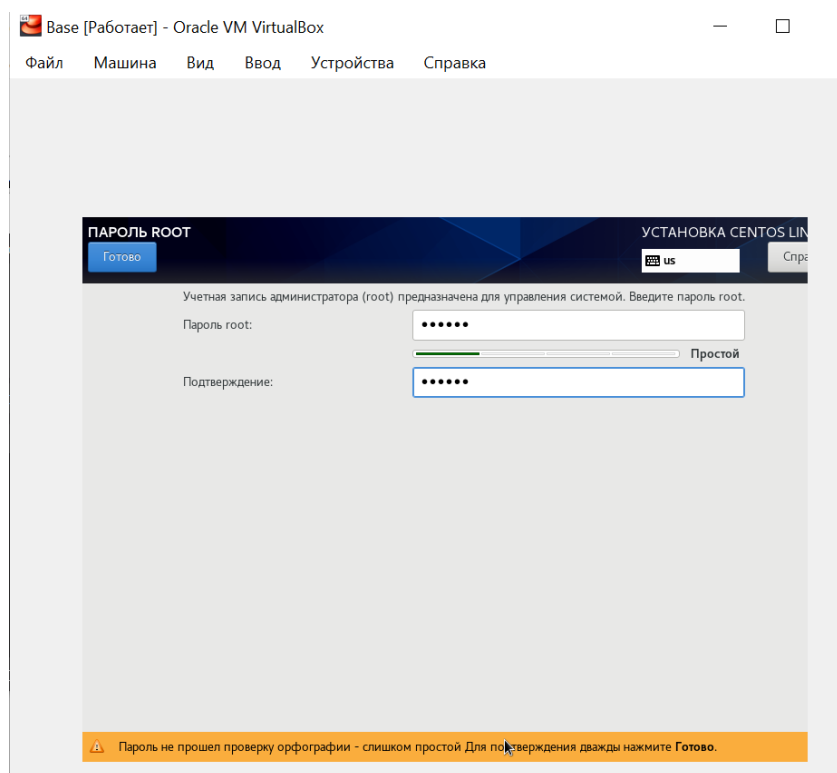 Base [Работает] - Oracle VM VirtualBox
Файл Машина Вид Ввод Устройства Справка
ПАРОЛЬ ROOT
УСТАНОВКА CENTOS LIN
Готово
us
Спра
Учетная запись администратора (root) предназначена для управления системой. Введите пароль root.
Пароль root:
••••••
Простой
Подтверждение:
••••••
Пароль не прошел проверку орфографии - слишком простой Для подтверждения дважды нажмите Готово.